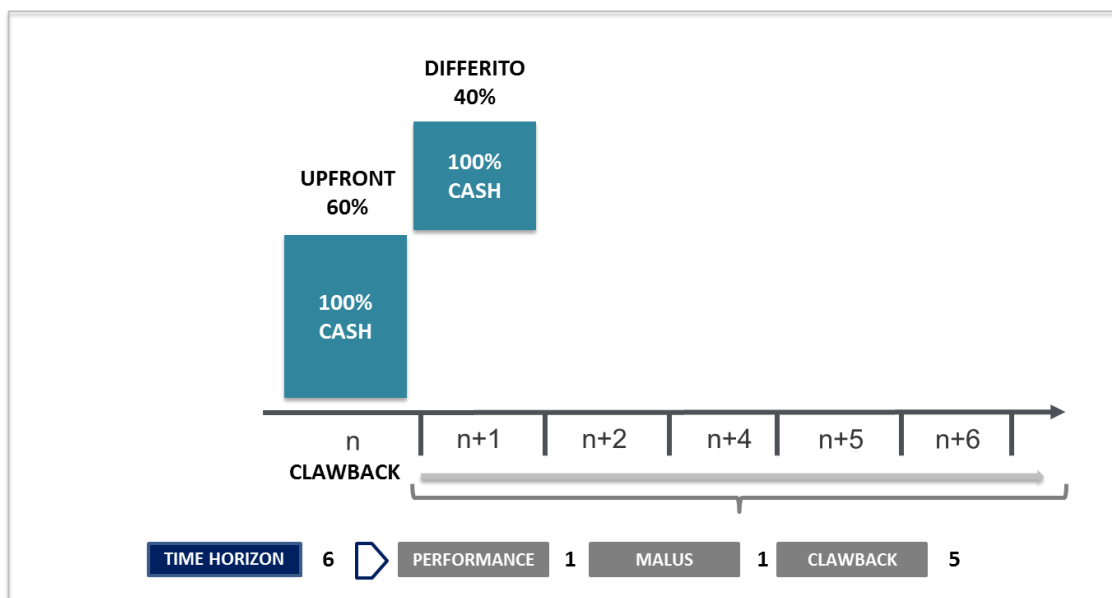 DIFFERITO
40%
100%
CASH
UPFRONT
60%
100%
CASH
n n+1 n+2 n+4 n+5 n+6
CLAWBACK
TIME HORIZON 6 PERFORMANCE 1 MALUS 1 CLAWBACK 5